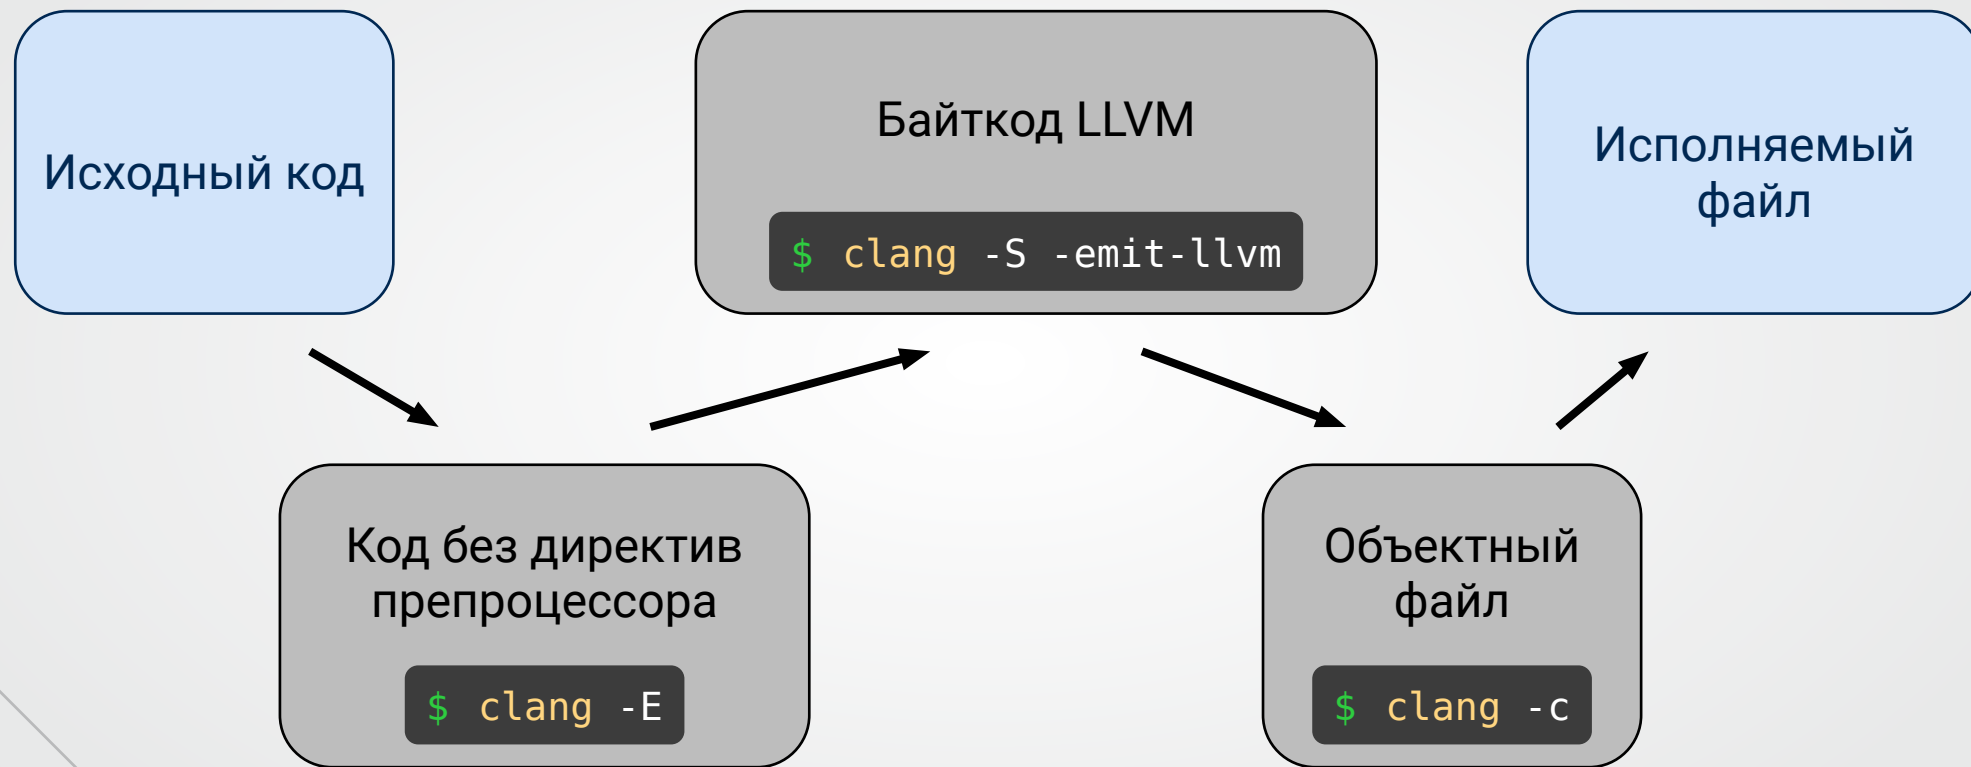 Исходный код
Байткод LLVM
$ clang -S -emit-llvm
Исполняемый
файл
Код без директив
препроцессора
$ clang -E
Объектный
файл
$ clang -c